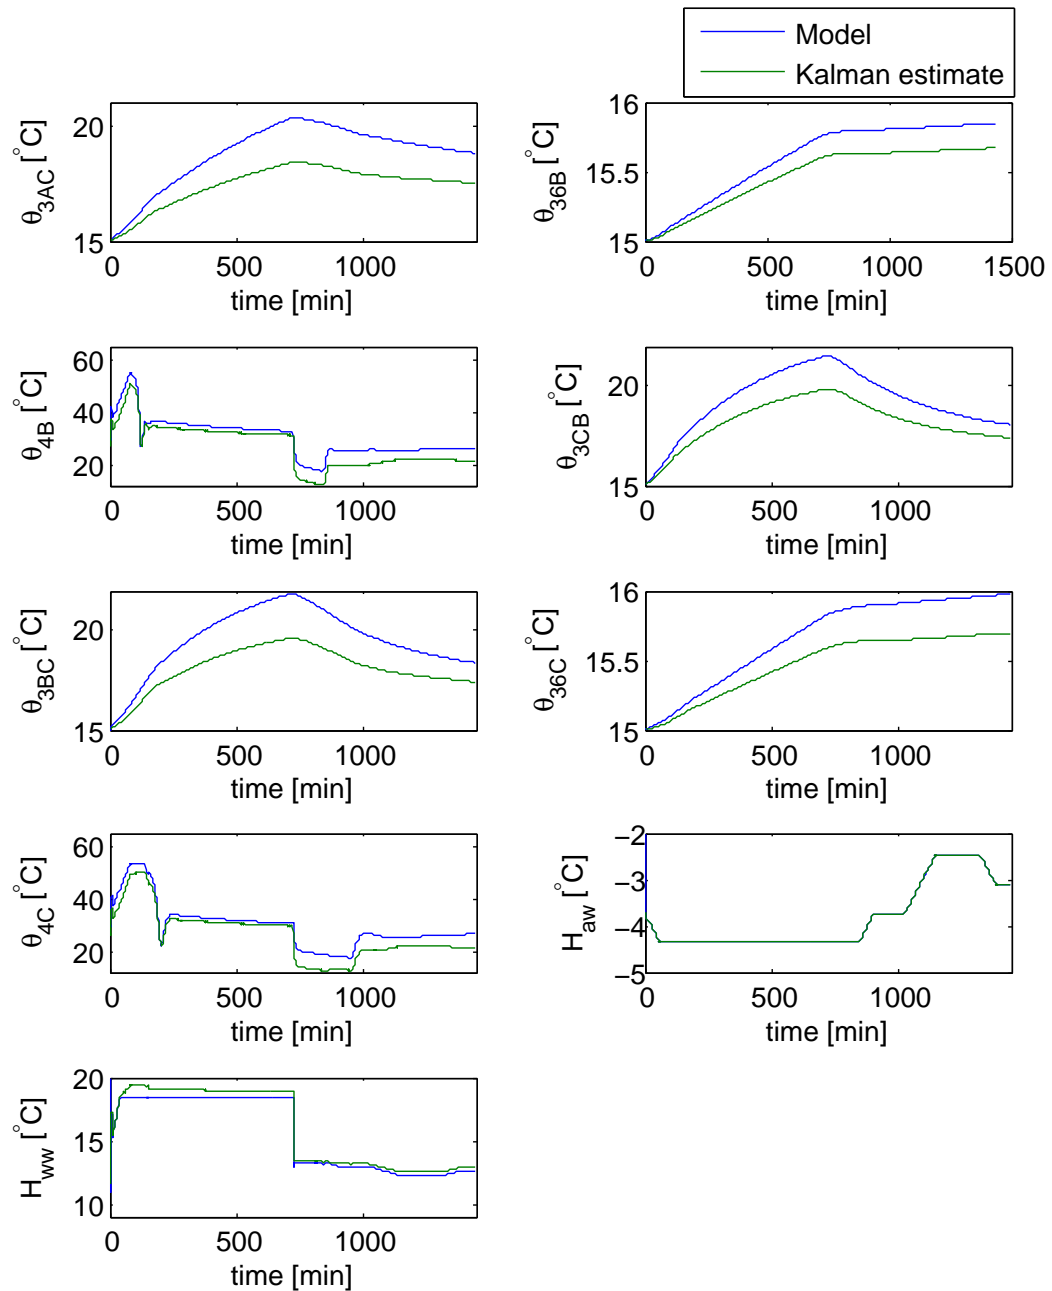 Model
Kalman estimate
20
15
θ3AC [°C]
0 500 1000
time [min]
16
15.5
15
θ36B [°C]
0 500 1000 1500
time [min]
60
40
20
θ4B [°C]
0 500 1000
time [min]
20
15
θ3CB [°C]
0 500 1000
time [min]
20
15
θ3BC [°C]
0 500 1000
time [min]
16
15.5
15
θ36C [°C]
0 500 1000
time [min]
60
40
20
θ4C [°C]
0 500 1000
time [min]
−2
−3
−4
−5
Haw [°C]
0 500 1000
time [min]
20
15
10
Hww [°C]
0 500 1000
time [min]